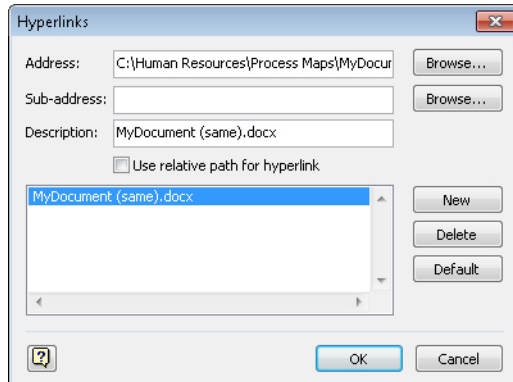 Hyperlinks
Address: C:\Human Resources\Process Maps\MyDocur Browse...
Sub-address: Browse...
Description: MyDocument (same).docx
Use relative path for hyperlink
MyDocument (same).docx
New
Delete
Default
OK Cancel